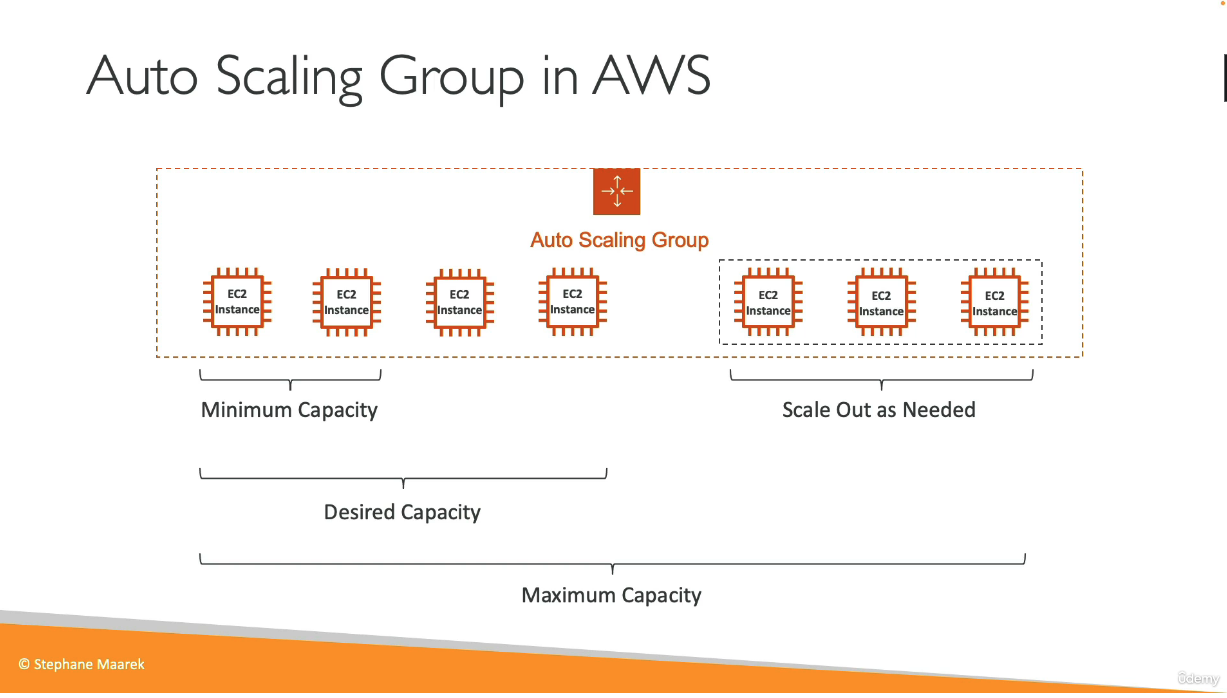 Auto Scaling Group in AWS
Auto Scaling Group
EC2
Instance
EC2
Instance
EC2
Instance
EC2
Instance
EC2
Instance
EC2
Instance
EC2
Instance
Minimum Capacity
Scale Out as Needed
Desired Capacity
Maximum Capacity
© Stephane Maarek
Udemy